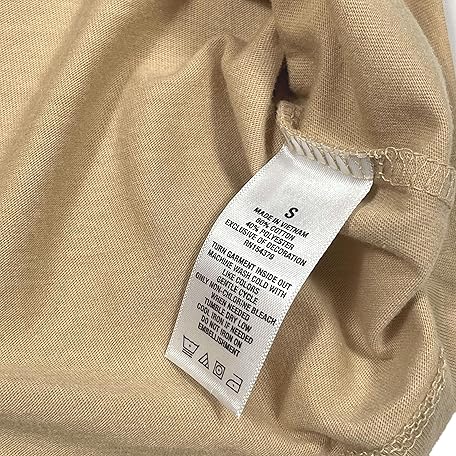 S
MADE IN VIETNAM
60% COTTON
40% POLYESTER
EXCLUSIVE OF DECORATION
RN154379
TURN GARMENT INSIDE OUT
MACHINE WASH COLD WITH
LIKE COLORS
GENTLE CYCLE
ONLY NON-CHLORINE BLEACH
WHEN NEEDED
TUMBLE DRY LOW
COOL IRON IF NEEDED
DO NOT IRON ON
EMBELLISHMENT